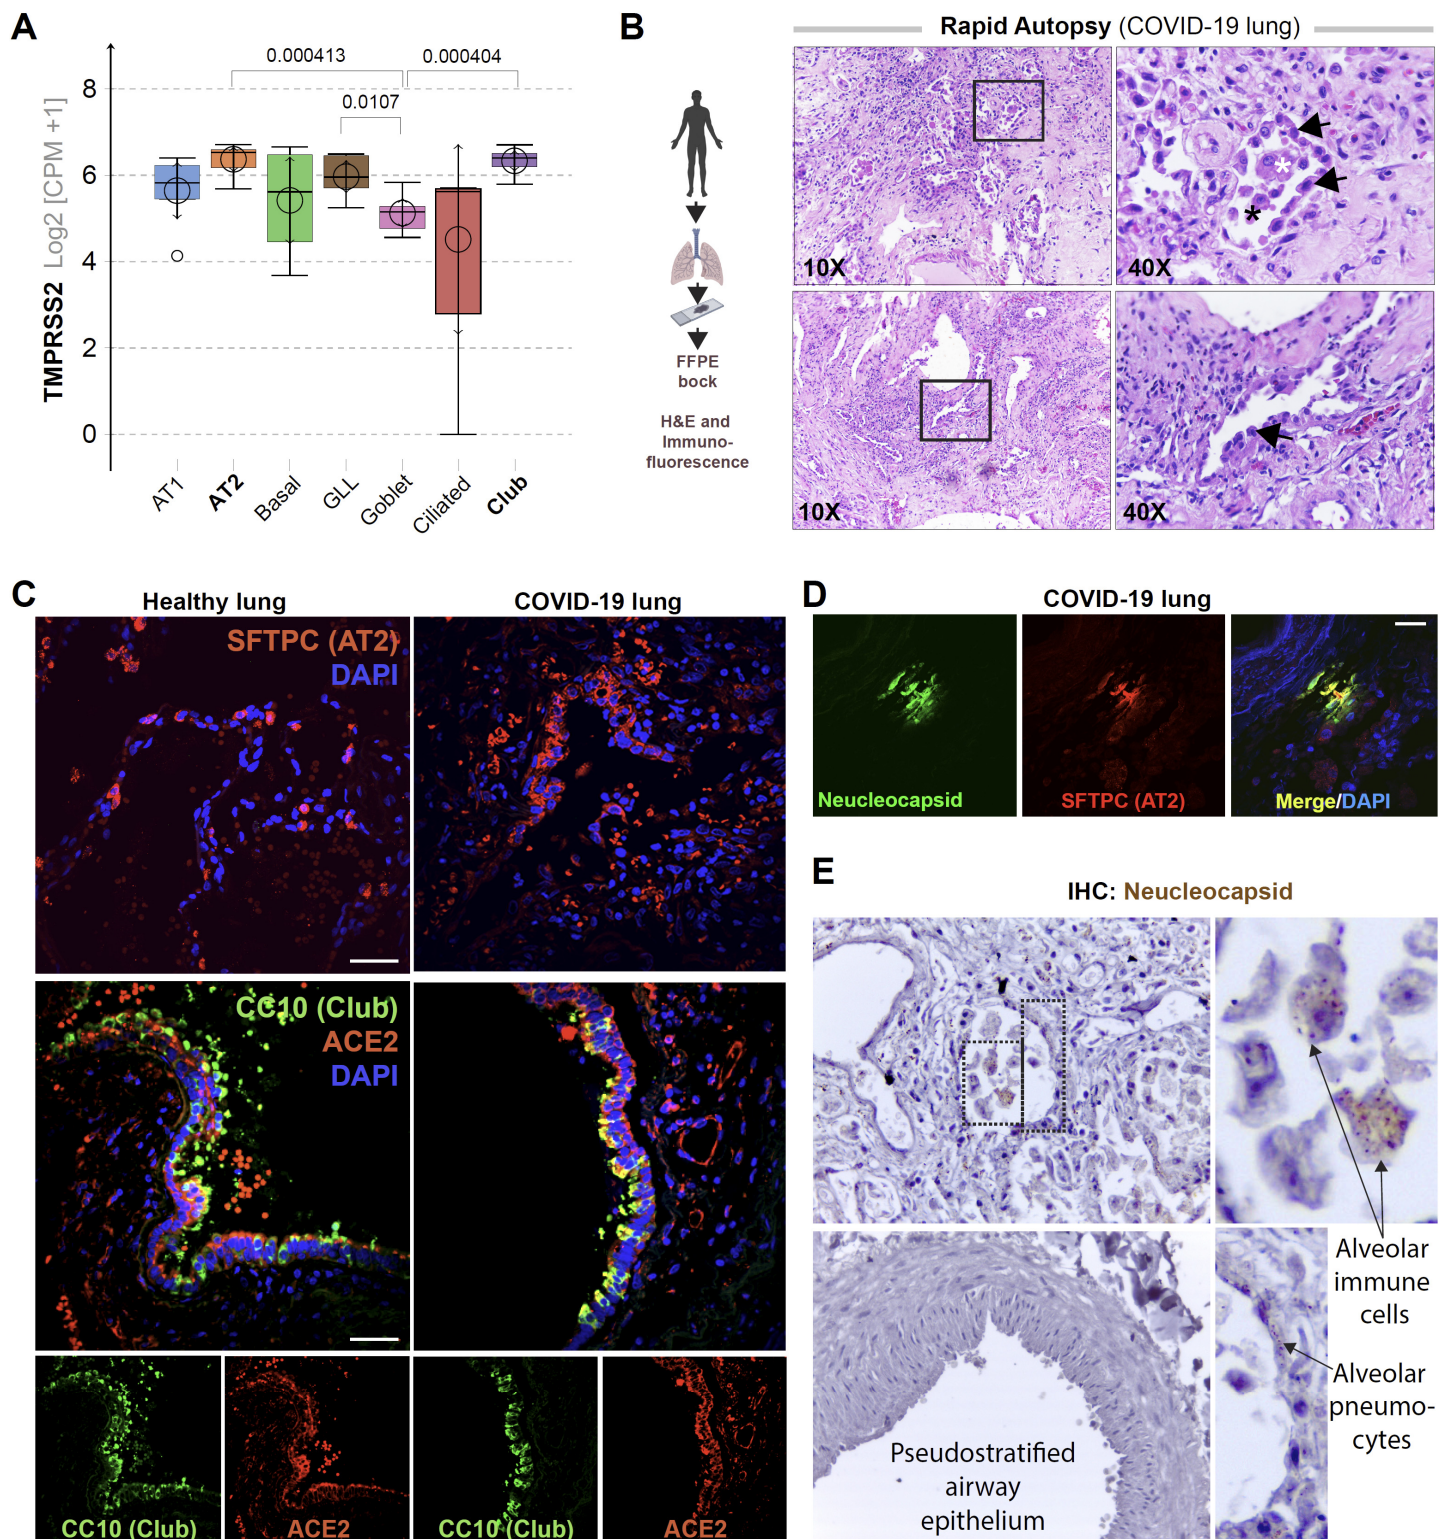 A
TMPRSS2 Log2 [CPM +1]
8
6
4
2
0
0.000413
0.000404
0.0107
AT1
AT2
Basal
GLL
Goblet
Ciliated
Club
B
Rapid Autopsy (COVID-19 lung)
FFPE
bock
H&E and
Immuno-
fluorescence
10X
*
*
40X
10X
40X
C
Healthy lung
COVID-19 lung
SFTPC (AT2)
DAPI
CC10 (Club)
ACE2
DAPI
CC10 (Club)
ACE2
CC10 (Club)
ACE2
D
COVID-19 lung
Neucleocapsid
SFTPC (AT2)
Merge/DAPI
E
IHC: Neucleocapsid
Alveolar
immune
cells
Alveolar
pneumo-
cytes
Pseudostratified
airway
epithelium